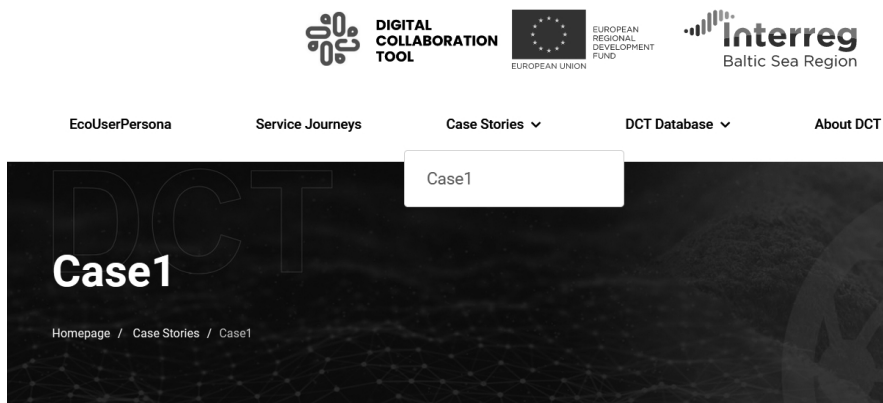 DIGITAL
COLLABORATION
TOOL
EUROPEAN UNION
EUROPEAN
REGIONAL
DEVELOPMENT
FUND
Interreg
Baltic Sea Region
EcoUserPersona
Service Journeys
Case Stories
DCT Database
About DCT
Case1
DCT
Case1
Homepage / Case Stories / Case1